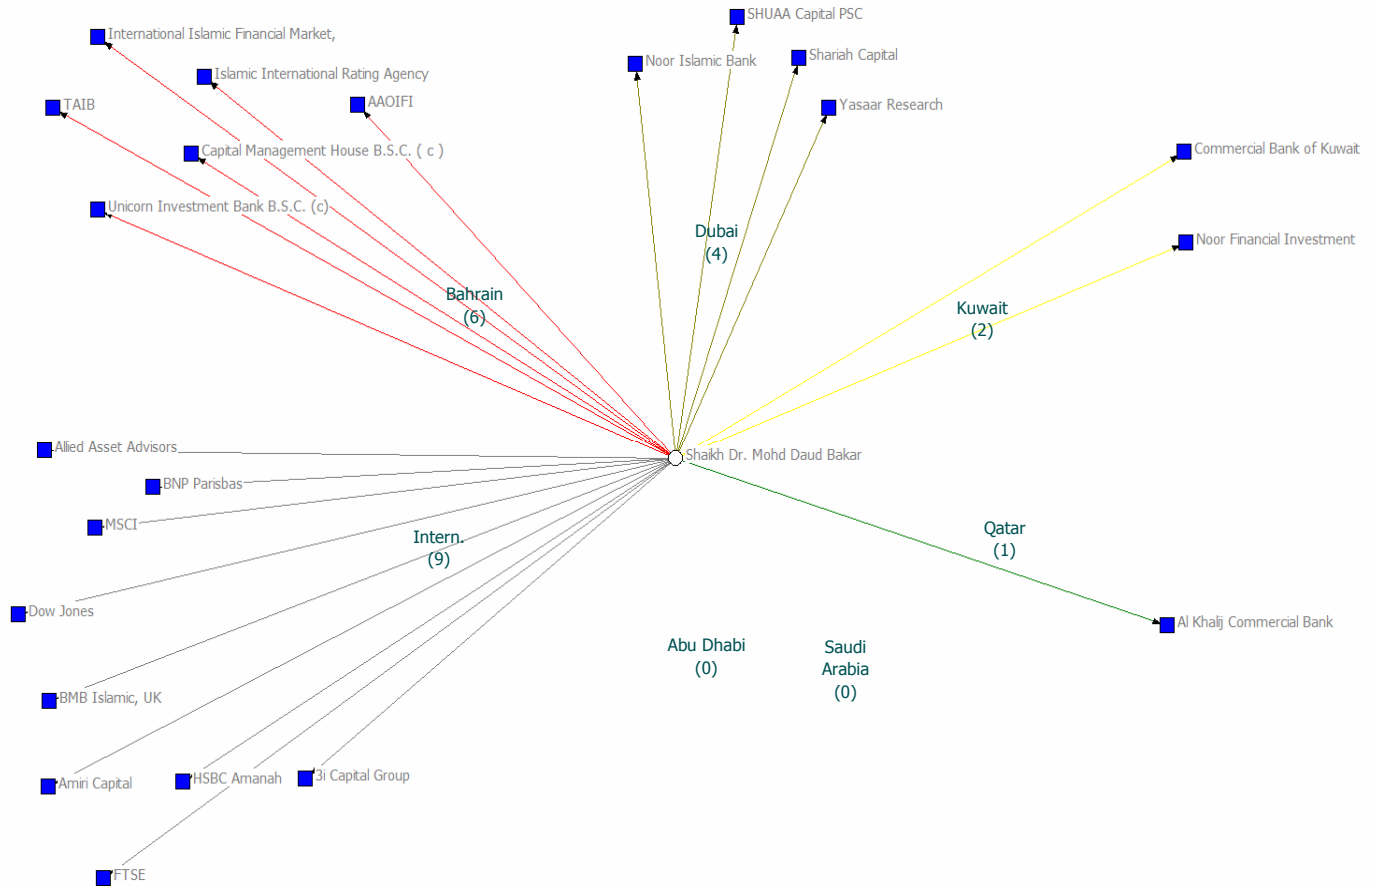 International Islamic Financial Market,
Islamic International Rating Agency
TAIB
AAOIFI
Capital Management House B.S.C. ( c )
Unicorn Investment Bank B.S.C. (c)
Bahrain
(6)
SHUAA Capital PSC
Noor Islamic Bank
Shariah Capital
Yasaar Research
Dubai
(4)
Commercial Bank of Kuwait
Noor Financial Investment
Kuwait
(2)
Shaikh Dr. Mohd Daud Bakar
Allied Asset Advisors
BNP Parisbas
MSCI
Intern.
(9)
Dow Jones
BMB Islamic, UK
Amiri Capital
HSBC Amanah
3i Capital Group
FTSE
Qatar
(1)
Al Khalij Commercial Bank
Abu Dhabi
(0)
Saudi
Arabia
(0)